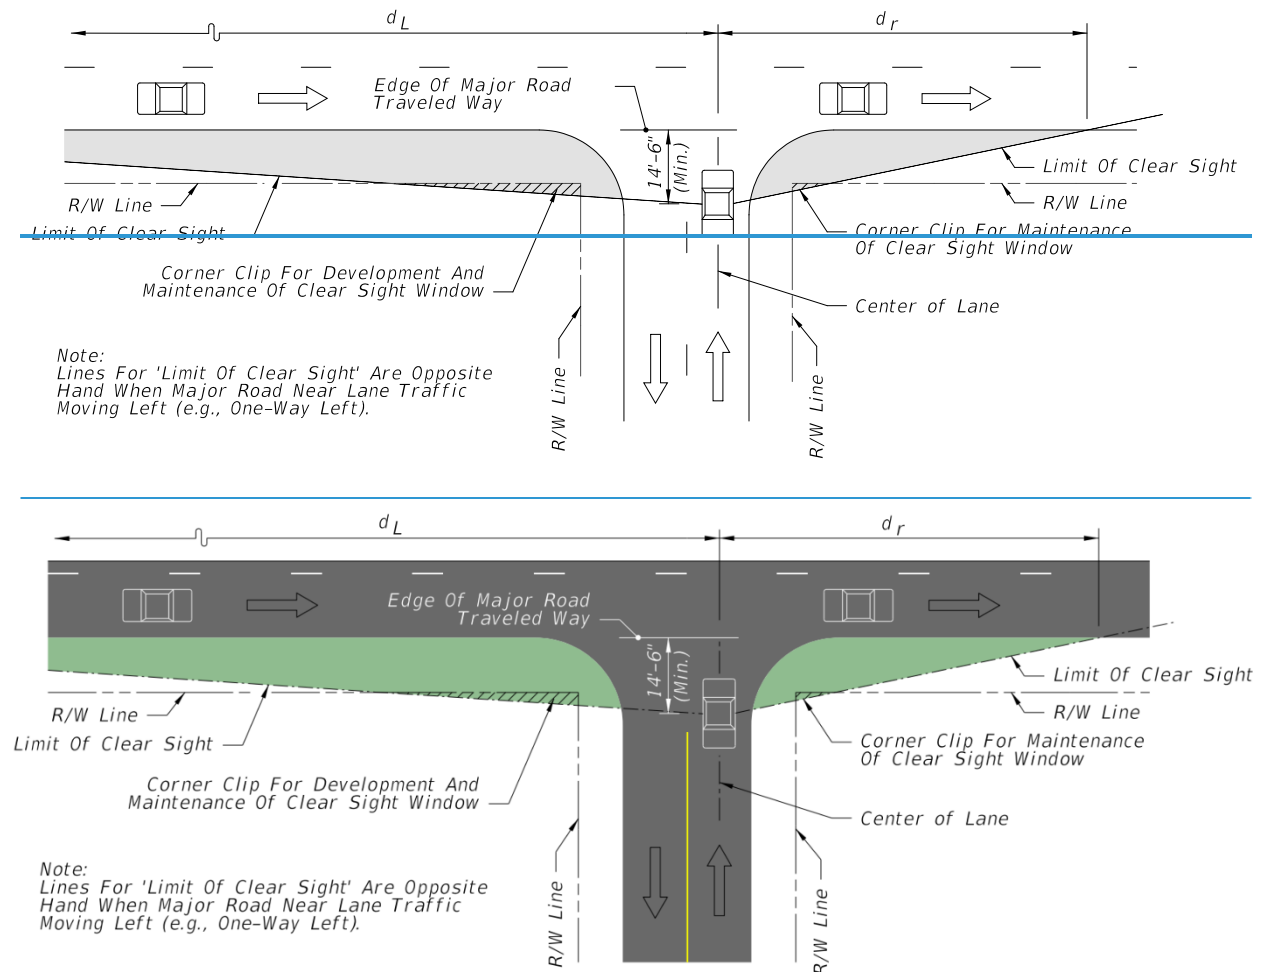 d L
d r
Edge Of Major Road
Traveled Way
14'-6"
(Min.)
Limit Of Clear Sight
R/W Line
R/W Line
Limit Of Clear Sight
Corner Clip For Maintenance
Of Clear Sight Window
Corner Clip For Development And
Maintenance Of Clear Sight Window
Center of Lane
Note:
Lines For 'Limit Of Clear Sight' Are Opposite
Hand When Major Road Near Lane Traffic
Moving Left (e.g., One-Way Left).
R/W Line
R/W Line
d L
d r
Edge Of Major Road
Traveled Way
14'-6"
(Min.)
Limit Of Clear Sight
R/W Line
R/W Line
Limit Of Clear Sight
Corner Clip For Maintenance
Of Clear Sight Window
Corner Clip For Development And
Maintenance Of Clear Sight Window
Center of Lane
Note:
Lines For 'Limit Of Clear Sight' Are Opposite
Hand When Major Road Near Lane Traffic
Moving Left (e.g., One-Way Left).
R/W Line
R/W Line